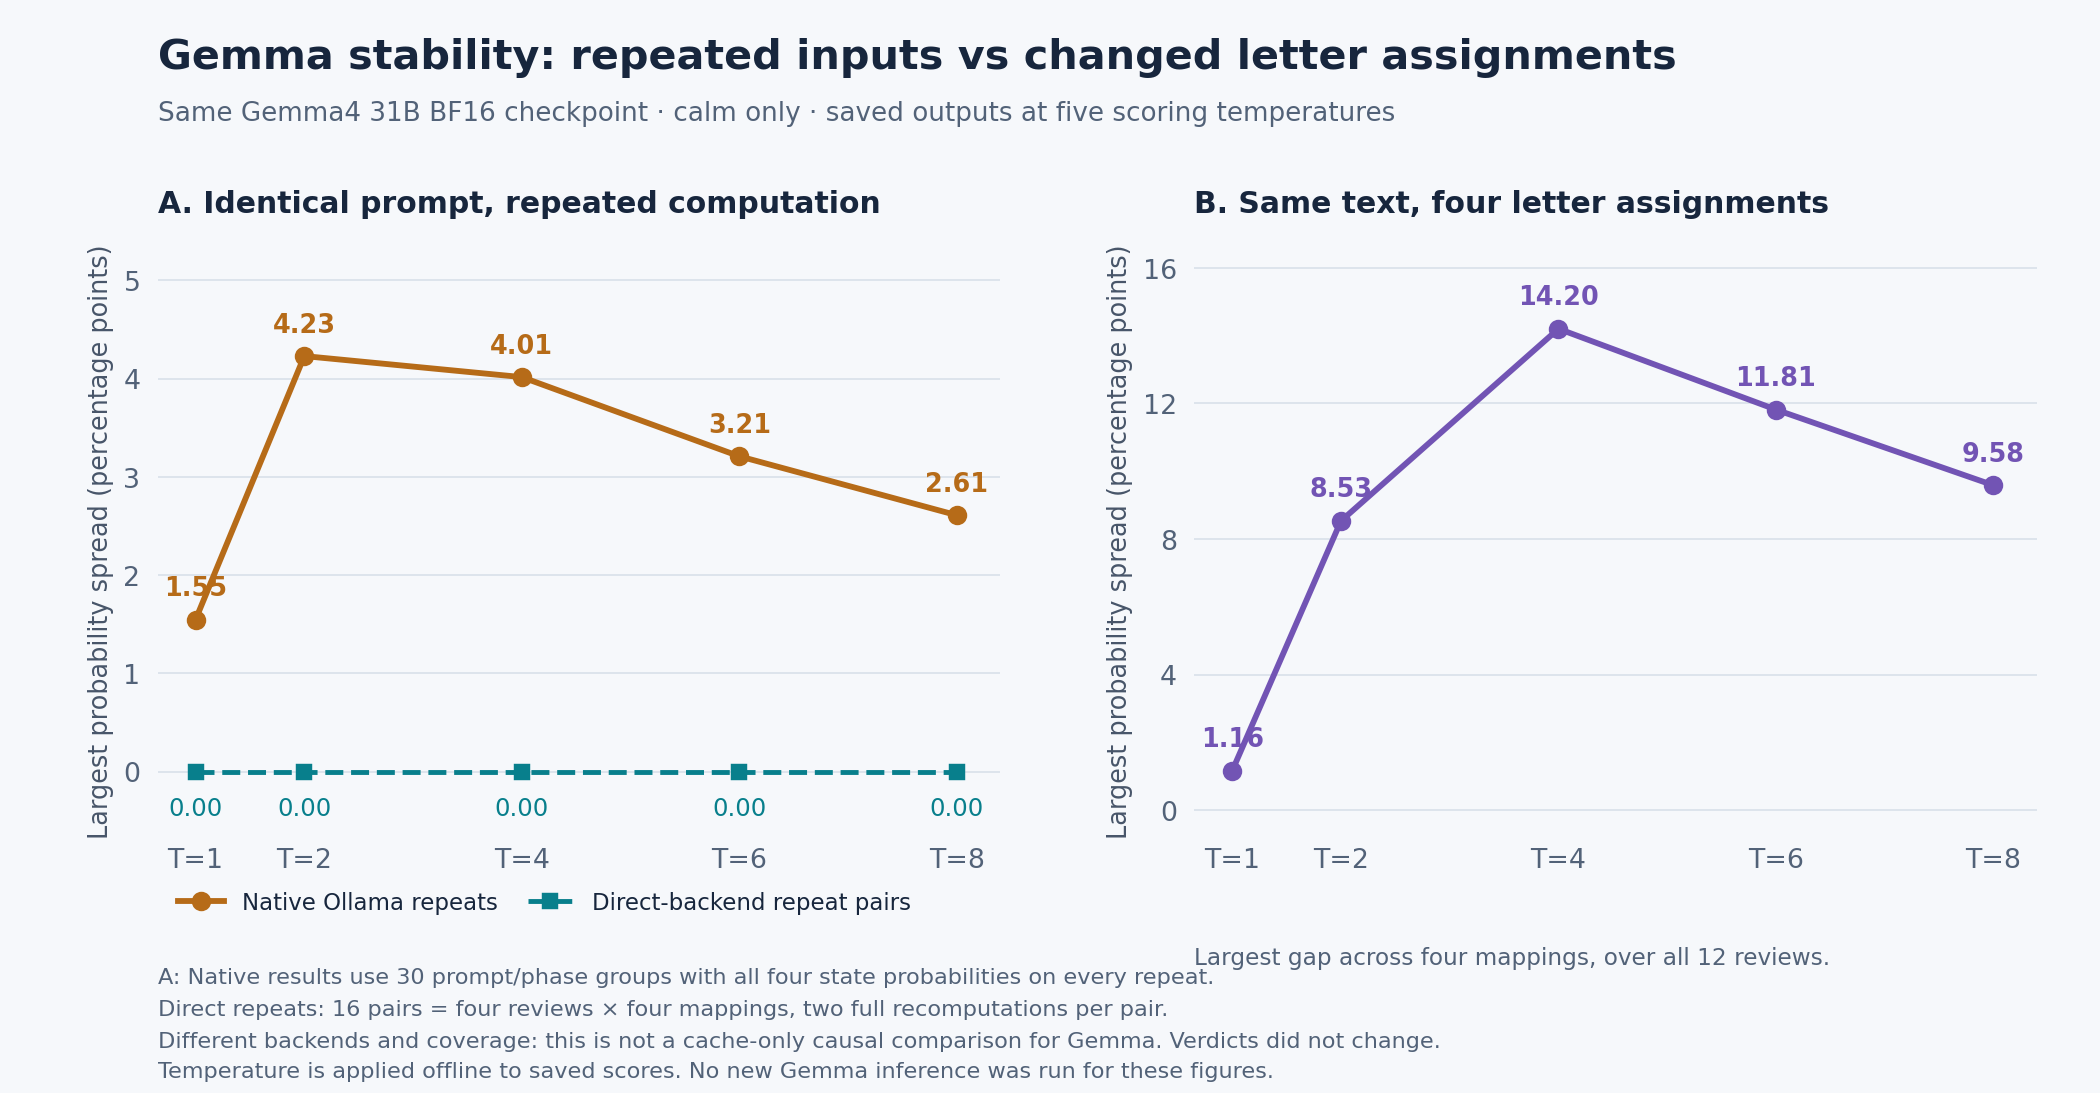 Gemma stability: repeated inputs vs changed letter assignments
Same Gemma4 31B BF16 checkpoint · calm only · saved outputs at five scoring temperatures
A. Identical prompt, repeated computation
Largest probability spread (percentage points)
5
4
3
2
1
0
4.23
4.01
3.21
2.61
1.55
0.00
0.00
0.00
0.00
0.00
T=1
T=2
T=4
T=6
T=8
Native Ollama repeats
Direct-backend repeat pairs
B. Same text, four letter assignments
Largest probability spread (percentage points)
16
12
8
4
0
14.20
11.81
9.58
8.53
1.16
T=1
T=2
T=4
T=6
T=8
Largest gap across four mappings, over all 12 reviews.
A: Native results use 30 prompt/phase groups with all four state probabilities on every repeat.
Direct repeats: 16 pairs = four reviews × four mappings, two full recomputations per pair.
Different backends and coverage: this is not a cache-only causal comparison for Gemma. Verdicts did not change.
Temperature is applied offline to saved scores. No new Gemma inference was run for these figures.